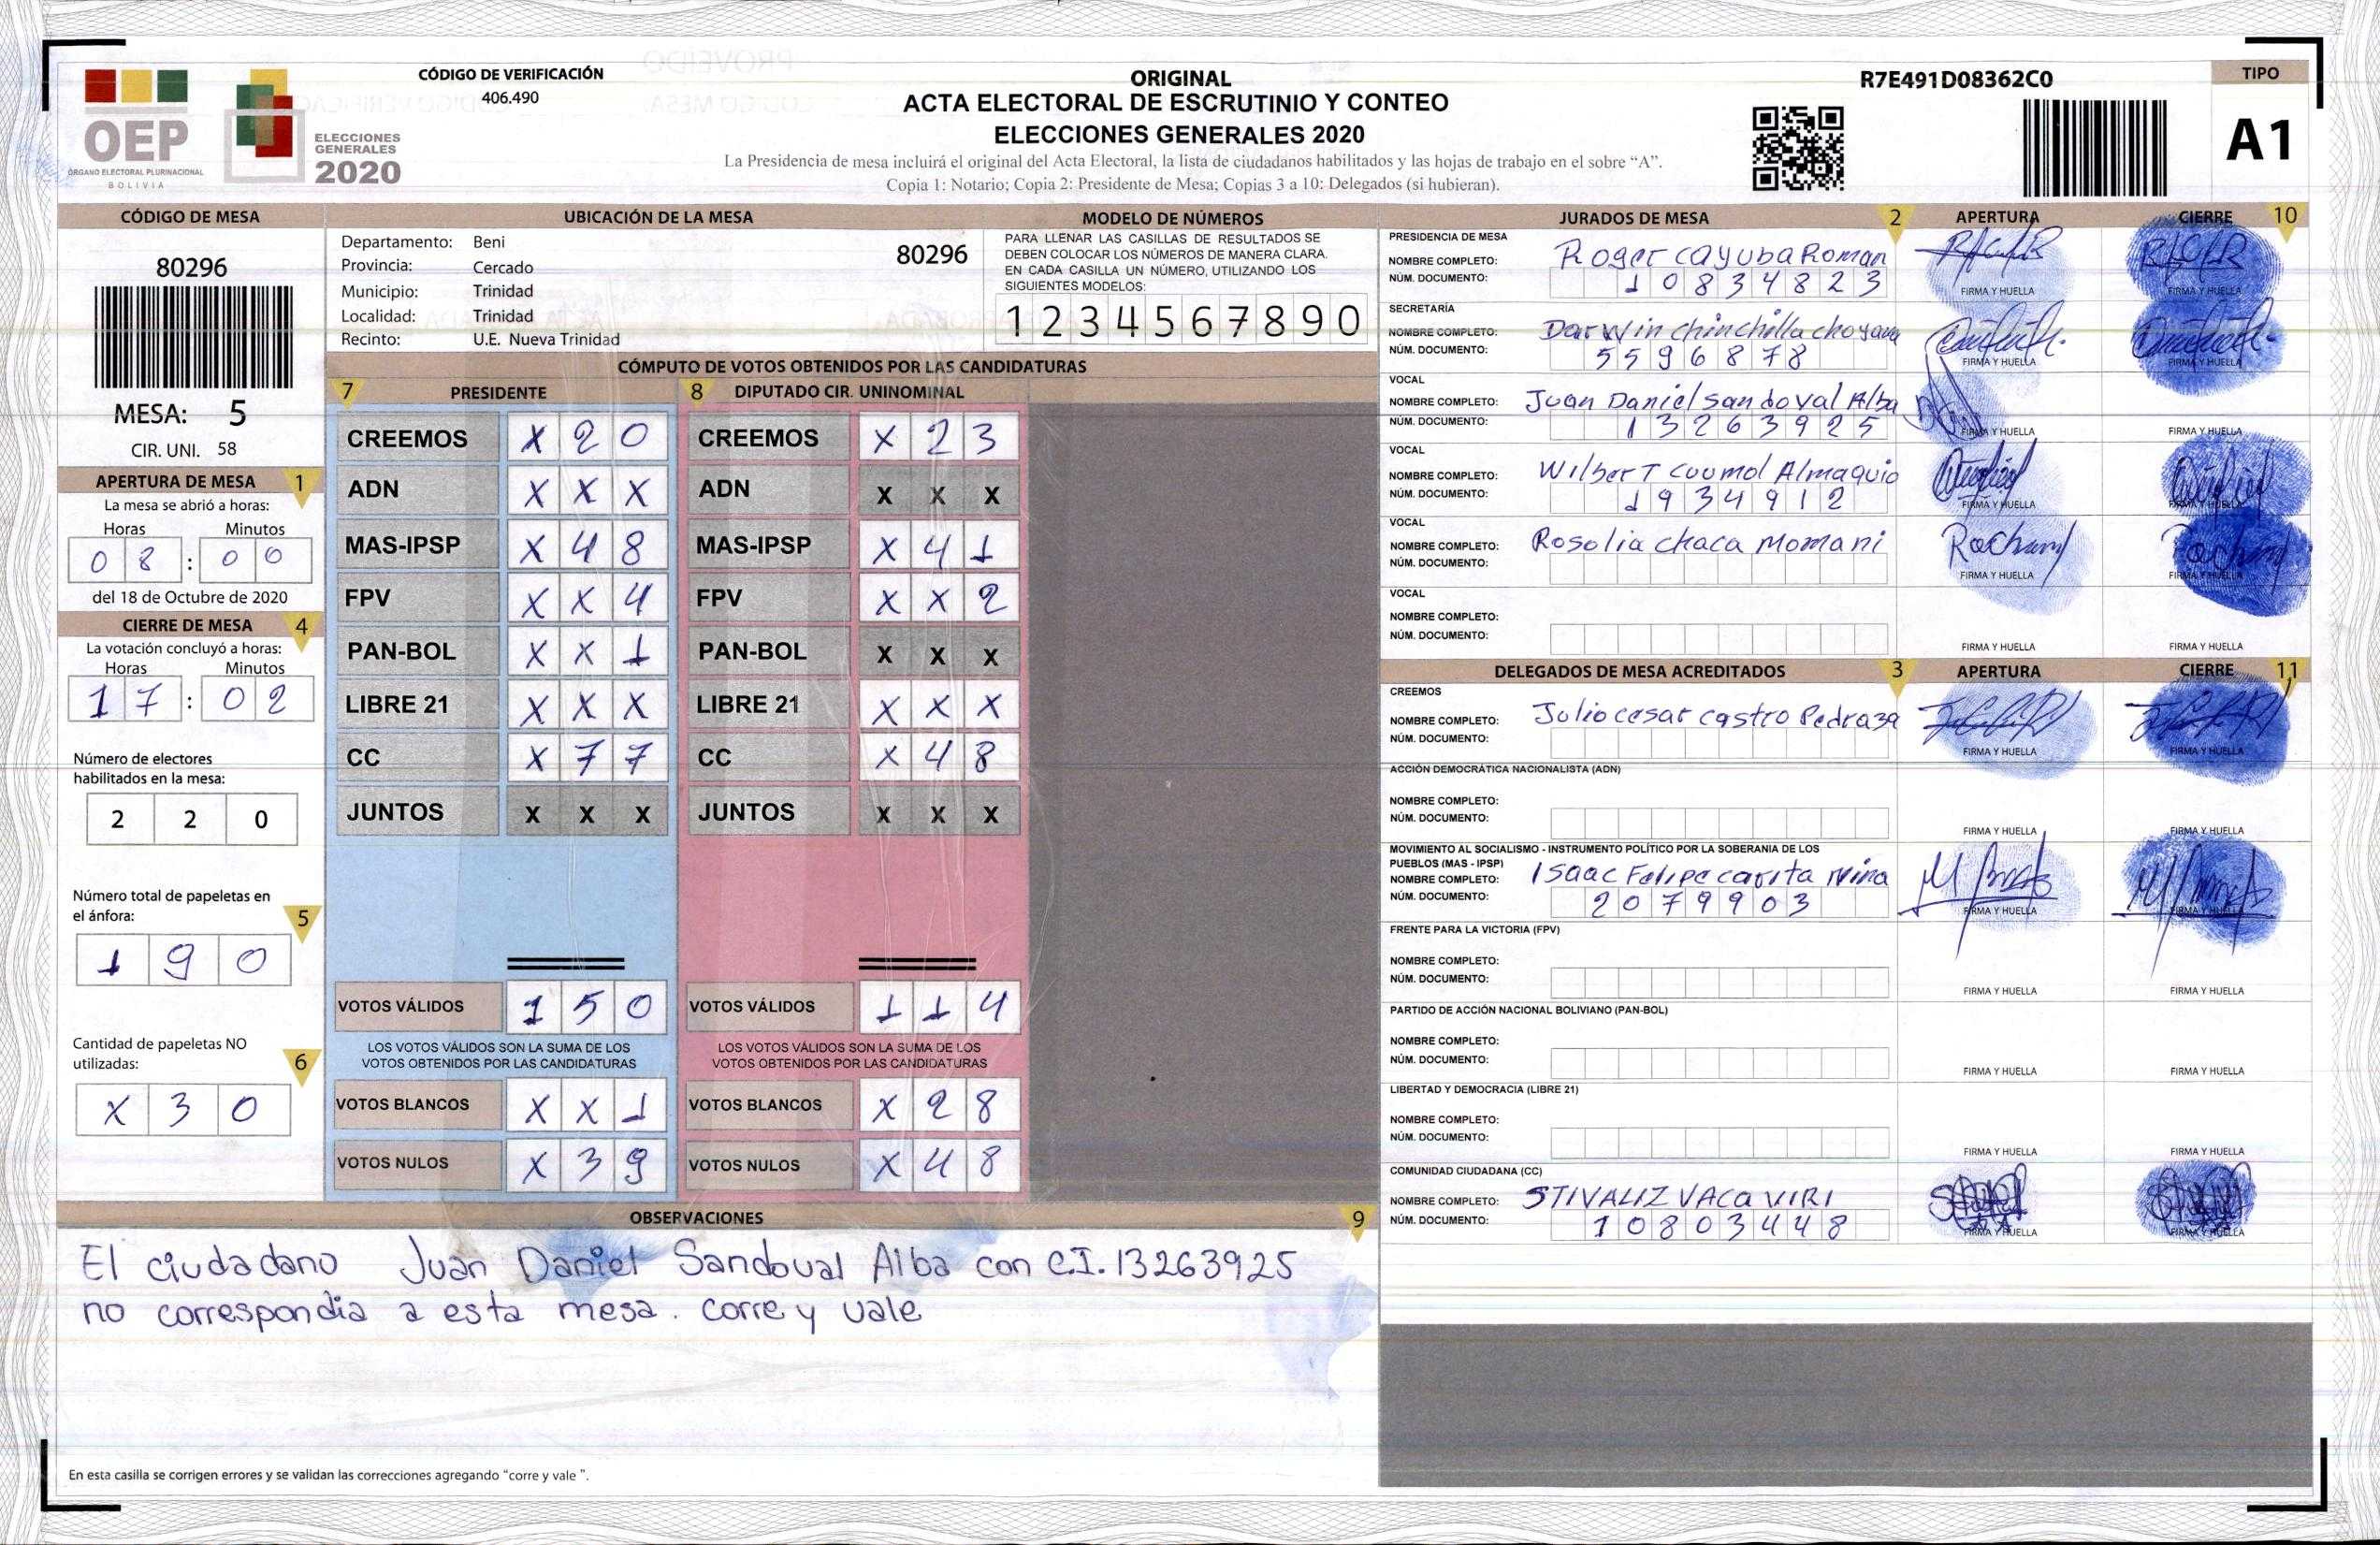 CÓDIGO DE VERIFICACIÓN
406.490
OEP
ÓRGANO ELECTORAL PLURINACIONAL
BOLIVIA
ELECCIONES
GENERALES
2020
ORIGINAL
ACTA ELECTORAL DE ESCRUTINIO Y CONTEO
ELECCIONES GENERALES 2020
La Presidencia de mesa incluirá el original del Acta Electoral, la lista de ciudadanos habilitados y las hojas de trabajo en el sobre “A”.
Copia 1: Notario; Copia 2: Presidente de Mesa; Copias 3 a 10: Delegados (si hubieran).
R7E491D08362C0
TIPO
A1
CÓDIGO DE MESA
80296
MESA: 5
CIR. UNI. 58
APERTURA DE MESA 1
La mesa se abrió a horas:
Horas Minutos
0 8 : 0 0
del 18 de Octubre de 2020
CIERRE DE MESA 4
La votación concluyó a horas:
Horas Minutos
1 7 : 0 2
Número de electores
habilitados en la mesa:
2 2 0
Número total de papeletas en
el ánfora: 5
1 9 0
Cantidad de papeletas NO
utilizadas: 6
X 3 0
UBICACIÓN DE LA MESA
Departamento: Beni
80296
Provincia: Cercado
Municipio: Trinidad
Localidad: Trinidad
Recinto: U.E. Nueva Trinidad
MODELO DE NÚMEROS
PARA LLENAR LAS CASILLAS DE RESULTADOS SE
DEBEN COLOCAR LOS NÚMEROS DE MANERA CLARA.
EN CADA CASILLA UN NÚMERO, UTILIZANDO LOS
SIGUIENTES MODELOS:
1 2 3 4 5 6 7 8 9 0
CÓMPUTO DE VOTOS OBTENIDOS POR LAS CANDIDATURAS
7 PRESIDENTE
CREEMOS X 2 0
ADN X X X
MAS-IPSP X 4 8
FPV X X 4
PAN-BOL X X 1
LIBRE 21 X X X
CC X 7 7
JUNTOS X X X
VOTOS VÁLIDOS 1 5 0
LOS VOTOS VÁLIDOS SON LA SUMA DE LOS
VOTOS OBTENIDOS POR LAS CANDIDATURAS
VOTOS BLANCOS X X 1
VOTOS NULOS X 3 9
8 DIPUTADO CIR. UNINOMINAL
CREEMOS X 2 3
ADN X X X
MAS-IPSP X 4 1
FPV X X 2
PAN-BOL X X X
LIBRE 21 X X X
CC X 4 8
JUNTOS X X X
VOTOS VÁLIDOS 1 1 4
LOS VOTOS VÁLIDOS SON LA SUMA DE LOS
VOTOS OBTENIDOS POR LAS CANDIDATURAS
VOTOS BLANCOS X 2 8
VOTOS NULOS X 4 8
OBSERVACIONES 9
El ciudadano Juan Daniel Sandoval Alba con C.I. 13263925
no correspondia a esta mesa. corre y vale
En esta casilla se corrigen errores y se validan las correcciones agregando “corre y vale ”.
JURADOS DE MESA 2 APERTURA CIERRE 10
PRESIDENCIA DE MESA
NOMBRE COMPLETO: Roger Cayuba Roman
NÚM. DOCUMENTO: 1 0 8 3 4 8 2 3
FIRMA Y HUELLA FIRMA Y HUELLA
SECRETARÍA
NOMBRE COMPLETO: Darwin chinchilla
NÚM. DOCUMENTO: 5 5 9 6 8 7 8
FIRMA Y HUELLA FIRMA Y HUELLA
VOCAL
NOMBRE COMPLETO: Juan Daniel Sandoval Alba
NÚM. DOCUMENTO: 1 3 2 6 3 9 2 5
FIRMA Y HUELLA FIRMA Y HUELLA
VOCAL
NOMBRE COMPLETO: Wilbert Almaquio
NÚM. DOCUMENTO: 1 9 3 4 9 1 2
FIRMA Y HUELLA FIRMA Y HUELLA
VOCAL
NOMBRE COMPLETO: Rosolia chaca Momani
NÚM. DOCUMENTO:
FIRMA Y HUELLA FIRMA Y HUELLA
VOCAL
NOMBRE COMPLETO:
NÚM. DOCUMENTO:
FIRMA Y HUELLA FIRMA Y HUELLA
DELEGADOS DE MESA ACREDITADOS 3 APERTURA CIERRE 11
CREEMOS
NOMBRE COMPLETO: Julio cesar castro Pedraza
NÚM. DOCUMENTO:
FIRMA Y HUELLA FIRMA Y HUELLA
ACCIÓN DEMOCRÁTICA NACIONALISTA (ADN)
NOMBRE COMPLETO:
NÚM. DOCUMENTO:
FIRMA Y HUELLA FIRMA Y HUELLA
MOVIMIENTO AL SOCIALISMO - INSTRUMENTO POLÍTICO POR LA SOBERANIA DE LOS
PUEBLOS (MAS - IPSP)
NOMBRE COMPLETO: Isaac Felipe Nina
NÚM. DOCUMENTO: 2 0 7 9 9 0 3
FIRMA Y HUELLA FIRMA Y HUELLA
FRENTE PARA LA VICTORIA (FPV)
NOMBRE COMPLETO:
NÚM. DOCUMENTO:
FIRMA Y HUELLA FIRMA Y HUELLA
PARTIDO DE ACCIÓN NACIONAL BOLIVIANO (PAN-BOL)
NOMBRE COMPLETO:
NÚM. DOCUMENTO:
FIRMA Y HUELLA FIRMA Y HUELLA
LIBERTAD Y DEMOCRACIA (LIBRE 21)
NOMBRE COMPLETO:
NÚM. DOCUMENTO:
FIRMA Y HUELLA FIRMA Y HUELLA
COMUNIDAD CIUDADANA (CC)
NOMBRE COMPLETO: STIVALIZ VACA VIRI
NÚM. DOCUMENTO: 1 0 8 0 3 4 4 8
FIRMA Y HUELLA FIRMA Y HUELLA